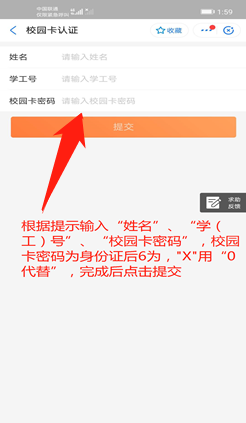 中国联通
1:59
校园卡认证
收藏
姓名 请输入姓名
学工号 请输入学工号
校园卡密码 请输入校园卡密码
提交
求助
反馈
根据提示输入“姓名”、“学（
工）号”、“校园卡密码”，校园
卡密码为身份证后6为，"X"用“0
代替”，完成后点击提交